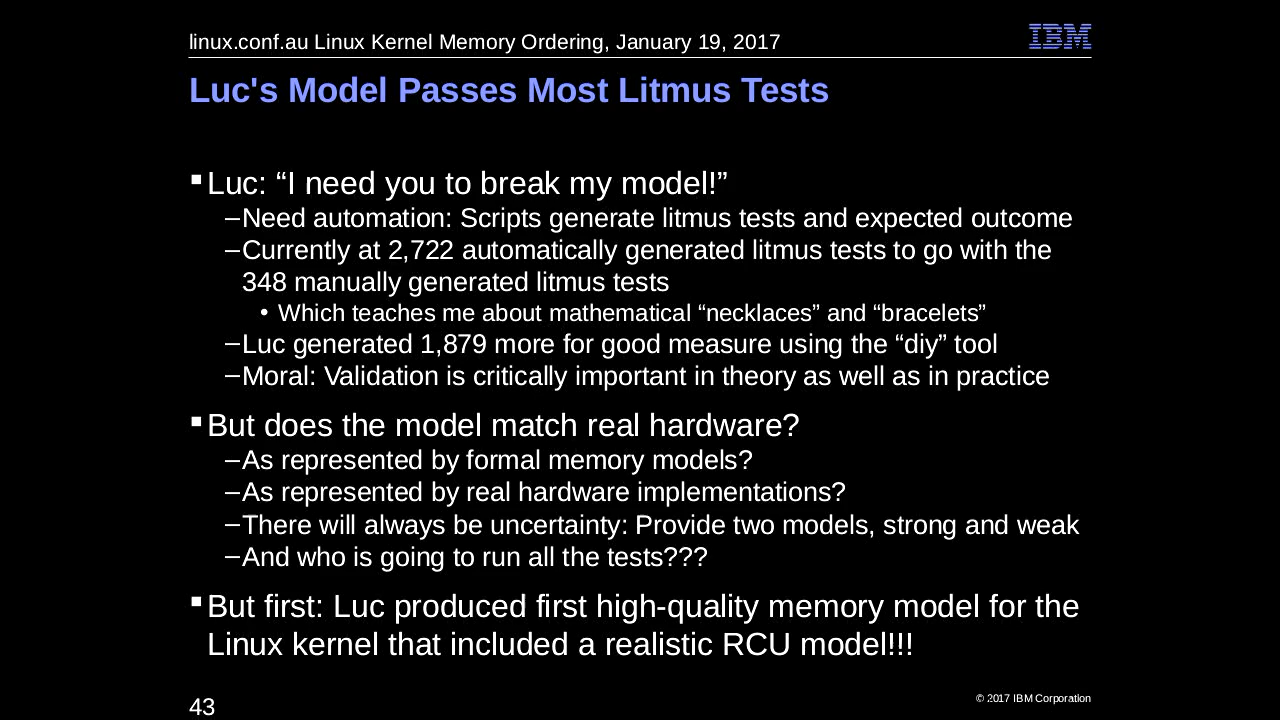 linux.conf.au Linux Kernel Memory Ordering, January 19, 2017
IBM
Luc's Model Passes Most Litmus Tests
▪Luc: “I need you to break my model!”
–Need automation: Scripts generate litmus tests and expected outcome
–Currently at 2,722 automatically generated litmus tests to go with the
348 manually generated litmus tests
• Which teaches me about mathematical “necklaces” and “bracelets”
–Luc generated 1,879 more for good measure using the “diy” tool
–Moral: Validation is critically important in theory as well as in practice
▪But does the model match real hardware?
–As represented by formal memory models?
–As represented by real hardware implementations?
–There will always be uncertainty: Provide two models, strong and weak
–And who is going to run all the tests???
▪But first: Luc produced first high-quality memory model for the
Linux kernel that included a realistic RCU model!!!
43
© 2017 IBM Corporation